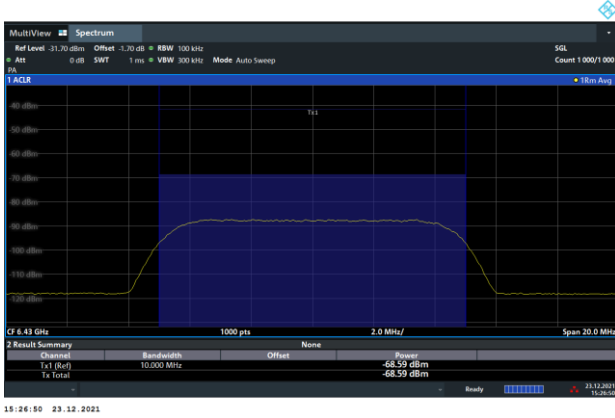 MultiView Spectrum
Ref Level -31.70 dBm Offset -1.70 dB RBW 100 kHz SGL
Att 0 dB SWT 1 ms VBW 300 kHz Mode Auto Sweep Count 1000/1000
PA
1 ACLR 1Rm Avg
Tx1
-40 dBm
-50 dBm
-60 dBm
-70 dBm
-80 dBm
-90 dBm
-100 dBm
-110 dBm
-120 dBm
CF 6.43 GHz 1000 pts 2.0 MHz/ Span 20.0 MHz
2 Result Summary None
Channel Bandwidth Offset Power
Tx1 (Ref) 10.000 MHz -68.59 dBm
Tx Total -68.59 dBm
Ready 23.12.2021
15:26:50
15:26:50 23.12.2021